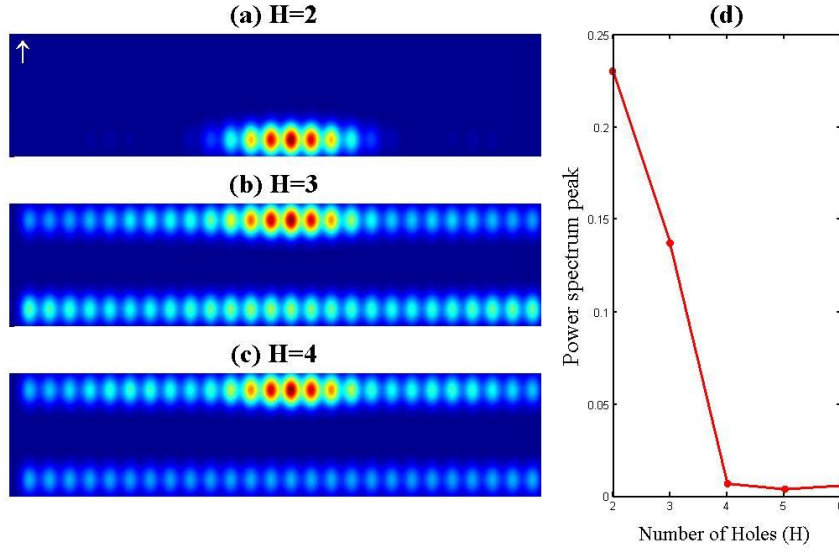 (a) H=2
(b) H=3
(c) H=4
(d)
0.25
0.2
0.15
0.1
0.05
0
2 3 4 5
Power spectrum peak
Number of Holes (H)